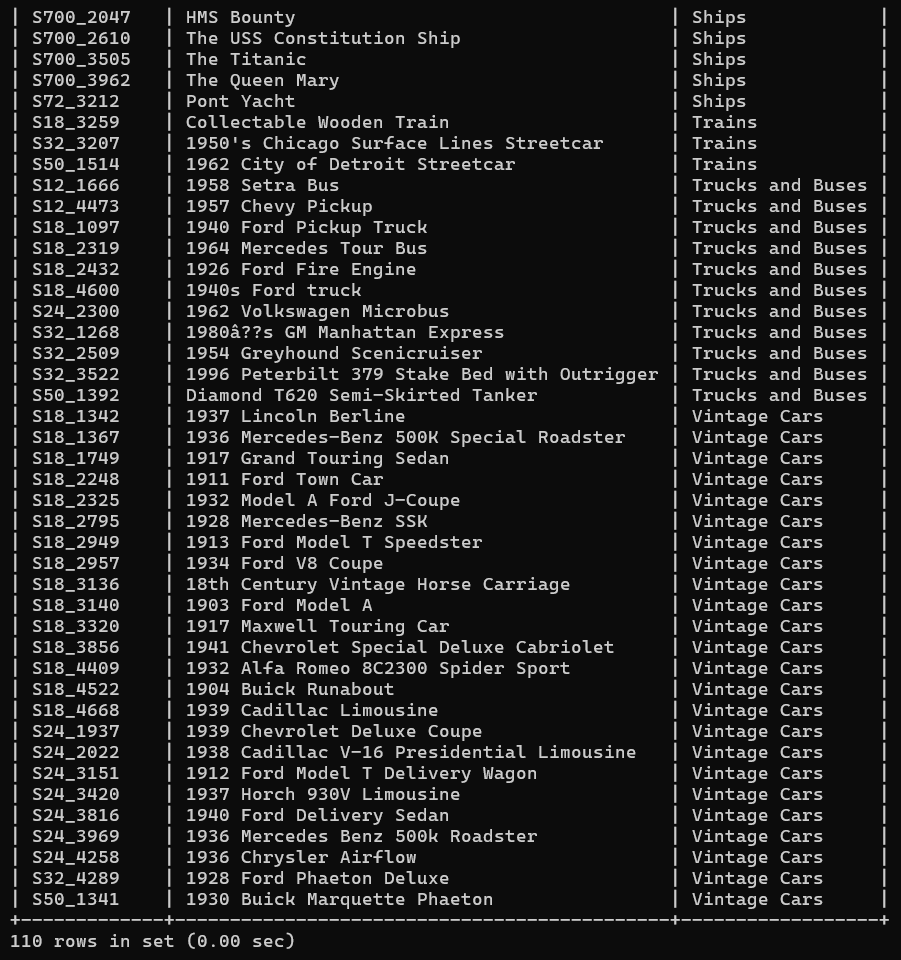 | S700_2047   | HMS Bounty                                  | Ships            |
| S700_2610   | The USS Constitution Ship                   | Ships            |
| S700_3505   | The Titanic                                 | Ships            |
| S700_3962   | The Queen Mary                              | Ships            |
| S72_3212    | Pont Yacht                                  | Ships            |
| S18_3259    | Collectable Wooden Train                    | Trains           |
| S32_3207    | 1950's Chicago Surface Lines Streetcar      | Trains           |
| S50_1514    | 1962 City of Detroit Streetcar              | Trains           |
| S12_1666    | 1958 Setra Bus                              | Trucks and Buses |
| S12_4473    | 1957 Chevy Pickup                           | Trucks and Buses |
| S18_1097    | 1940 Ford Pickup Truck                      | Trucks and Buses |
| S18_2319    | 1964 Mercedes Tour Bus                      | Trucks and Buses |
| S18_2432    | 1926 Ford Fire Engine                       | Trucks and Buses |
| S18_4600    | 1940s Ford truck                            | Trucks and Buses |
| S24_2300    | 1962 Volkswagen Microbus                    | Trucks and Buses |
| S32_1268    | 1980â??s GM Manhattan Express               | Trucks and Buses |
| S32_2509    | 1954 Greyhound Scenicruiser                 | Trucks and Buses |
| S32_3522    | 1996 Peterbilt 379 Stake Bed with Outrigger | Trucks and Buses |
| S50_1392    | Diamond T620 Semi-Skirted Tanker            | Trucks and Buses |
| S18_1342    | 1937 Lincoln Berline                        | Vintage Cars     |
| S18_1367    | 1936 Mercedes-Benz 500K Special Roadster    | Vintage Cars     |
| S18_1749    | 1917 Grand Touring Sedan                    | Vintage Cars     |
| S18_2248    | 1911 Ford Town Car                          | Vintage Cars     |
| S18_2325    | 1932 Model A Ford J-Coupe                   | Vintage Cars     |
| S18_2795    | 1928 Mercedes-Benz SSK                      | Vintage Cars     |
| S18_2949    | 1913 Ford Model T Speedster                 | Vintage Cars     |
| S18_2957    | 1934 Ford V8 Coupe                          | Vintage Cars     |
| S18_3136    | 18th Century Vintage Horse Carriage         | Vintage Cars     |
| S18_3140    | 1903 Ford Model A                           | Vintage Cars     |
| S18_3320    | 1917 Maxwell Touring Car                    | Vintage Cars     |
| S18_3856    | 1941 Chevrolet Special Deluxe Cabriolet     | Vintage Cars     |
| S18_4409    | 1932 Alfa Romeo 8C2300 Spider Sport         | Vintage Cars     |
| S18_4522    | 1904 Buick Runabout                         | Vintage Cars     |
| S18_4668    | 1939 Cadillac Limousine                     | Vintage Cars     |
| S24_1937    | 1939 Chevrolet Deluxe Coupe                 | Vintage Cars     |
| S24_2022    | 1938 Cadillac V-16 Presidential Limousine   | Vintage Cars     |
| S24_3151    | 1912 Ford Model T Delivery Wagon            | Vintage Cars     |
| S24_3420    | 1937 Horch 930V Limousine                   | Vintage Cars     |
| S24_3816    | 1940 Ford Delivery Sedan                    | Vintage Cars     |
| S24_3969    | 1936 Mercedes Benz 500k Roadster            | Vintage Cars     |
| S24_4258    | 1936 Chrysler Airflow                       | Vintage Cars     |
| S32_4289    | 1928 Ford Phaeton Deluxe                    | Vintage Cars     |
| S50_1341    | 1930 Buick Marquette Phaeton                | Vintage Cars     |
+-------------+---------------------------------------------+------------------+
110 rows in set (0.00 sec)